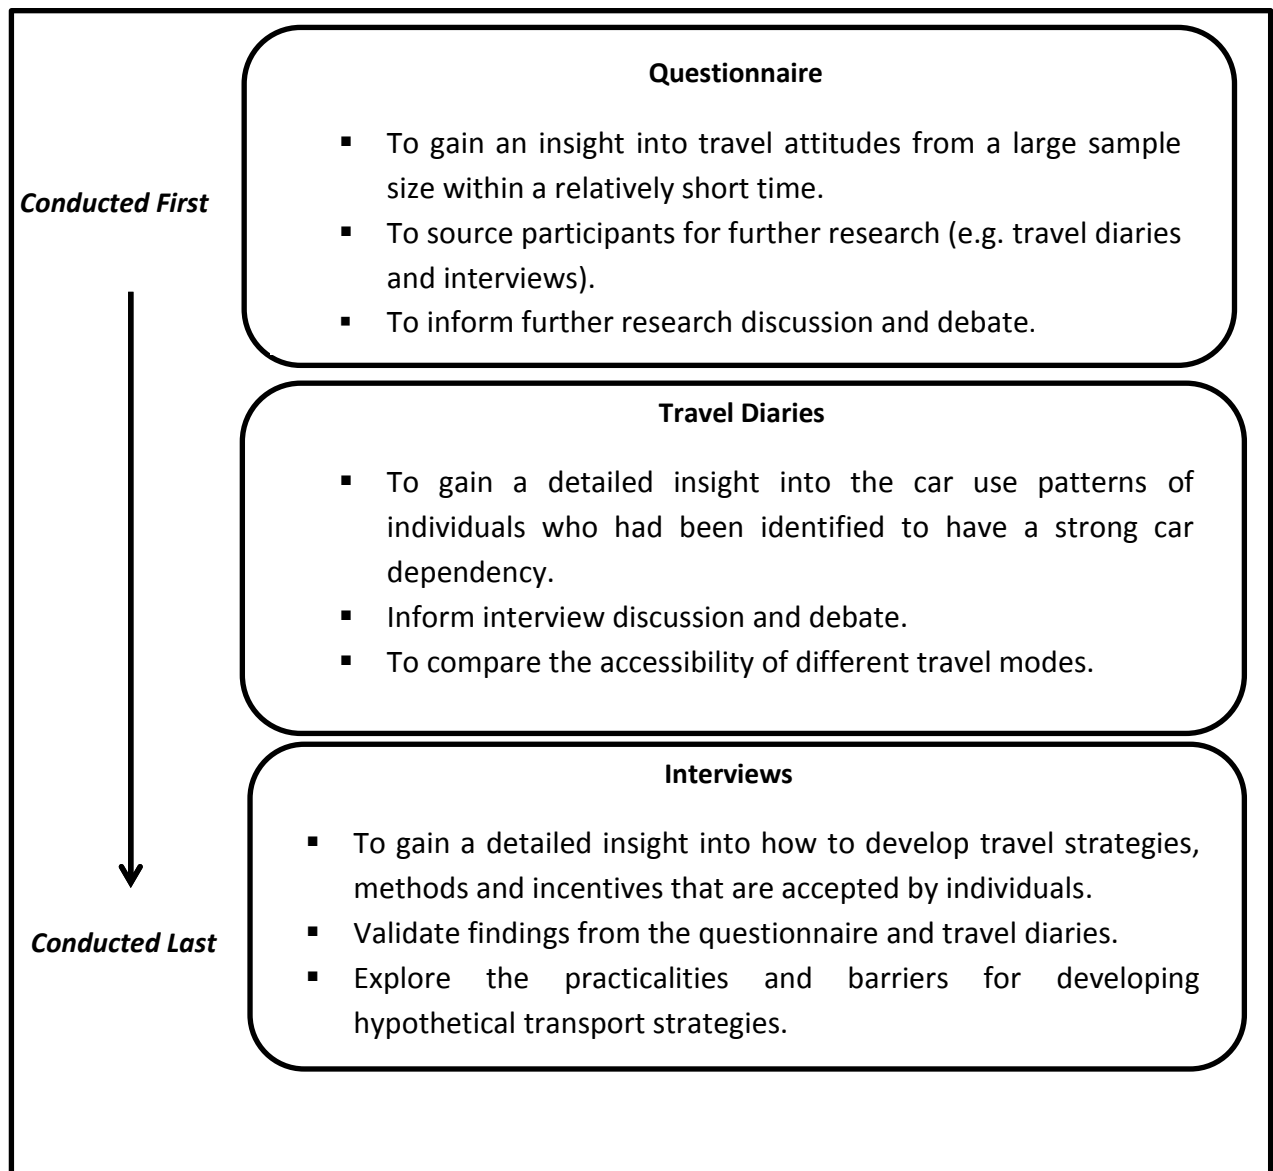 Questionnaire
▪ To gain an insight into travel attitudes from a large sample
size within a relatively short time.
Conducted First
▪ To source participants for further research (e.g. travel diaries
and interviews).
▪ To inform further research discussion and debate.
Travel Diaries
▪ To gain a detailed insight into the car use patterns of
individuals who had been identified to have a strong car
dependency.
▪ Inform interview discussion and debate.
▪ To compare the accessibility of different travel modes.
Interviews
▪ To gain a detailed insight into how to develop travel strategies,
methods and incentives that are accepted by individuals.
Conducted Last
▪ Validate findings from the questionnaire and travel diaries.
▪ Explore the practicalities and barriers for developing
hypothetical transport strategies.